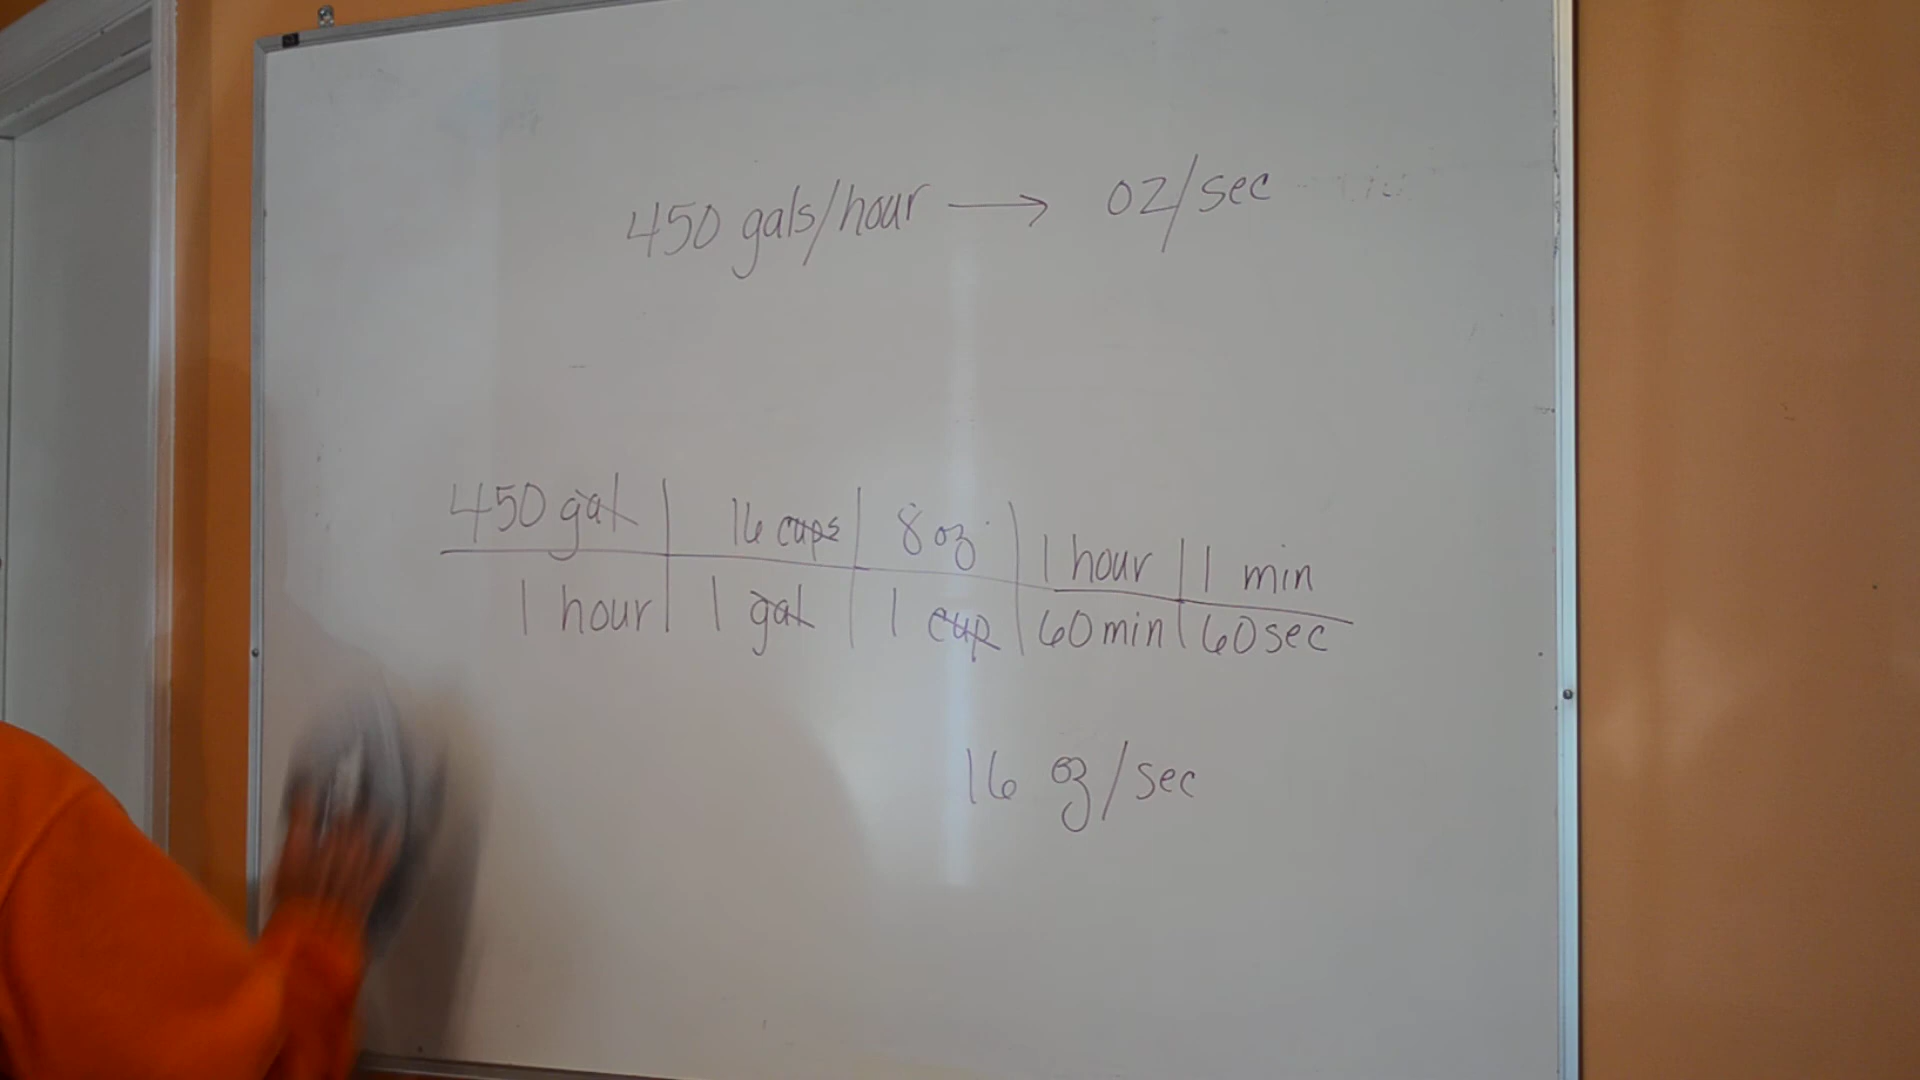 450 gals/hour → oz/sec
450 gal | 16 cups | 8 oz | 1 hour | 1 min
1 hour | 1 gal | 1 cup | 60 min | 60 sec
16 oz/sec